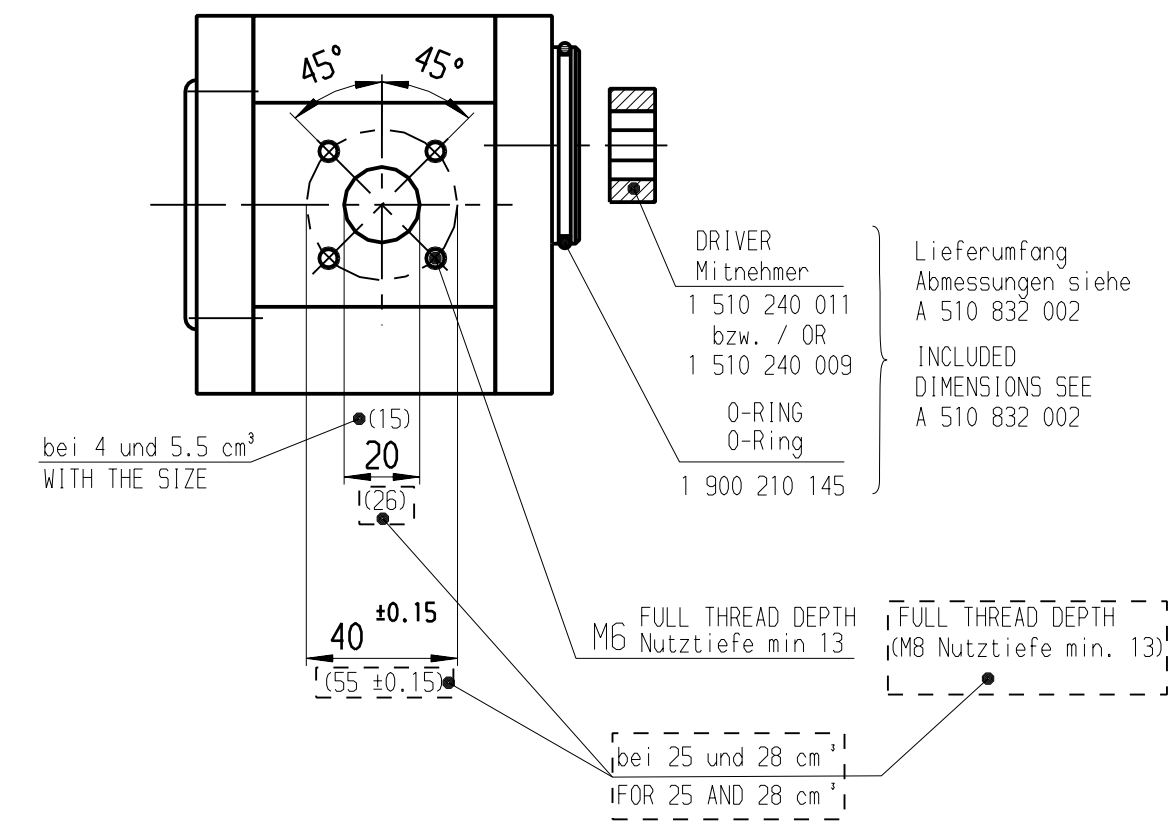 45°
45°
DRIVER
Mitnehmer
1 510 240 011
bzw. / OR
1 510 240 009
O-RING
O-Ring
1 900 210 145
Lieferumfang
Abmessungen siehe
A 510 832 002
INCLUDED
DIMENSIONS SEE
A 510 832 002
(15)
bei 4 und 5.5 cm³
WITH THE SIZE
20
(26)
40 ±0.15
(55 ±0.15)
M6 FULL THREAD DEPTH
Nutztiefe min 13
FULL THREAD DEPTH
(M8 Nutztiefe min. 13)
bei 25 und 28 cm³
FOR 25 AND 28 cm³